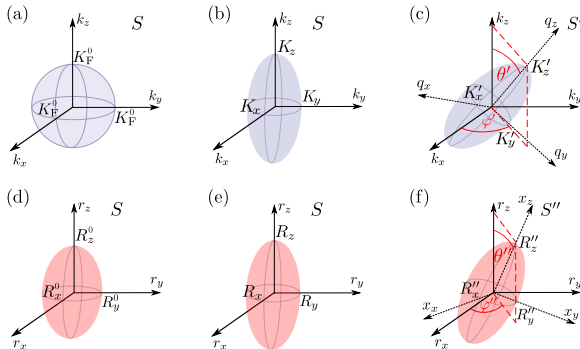 (a) k_z S
K_F^0
K_F^0 K_F^0 k_y
k_x
(b) k_z S
K_z
K_x K_y k_y
k_x
(c) k_z q_z S'
θ' K'_z
q_x K'_x k_y
φ' K'_y
k_x q_y
(d) r_z S
R_z^0
R_x^0 R_y^0 r_y
r_x
(e) r_z S
R_z
R_x R_y r_y
r_x
(f) r_z x_z S''
θ'' R''_z
R''_x r_y
x_x φ'' R''_y x_y
r_x